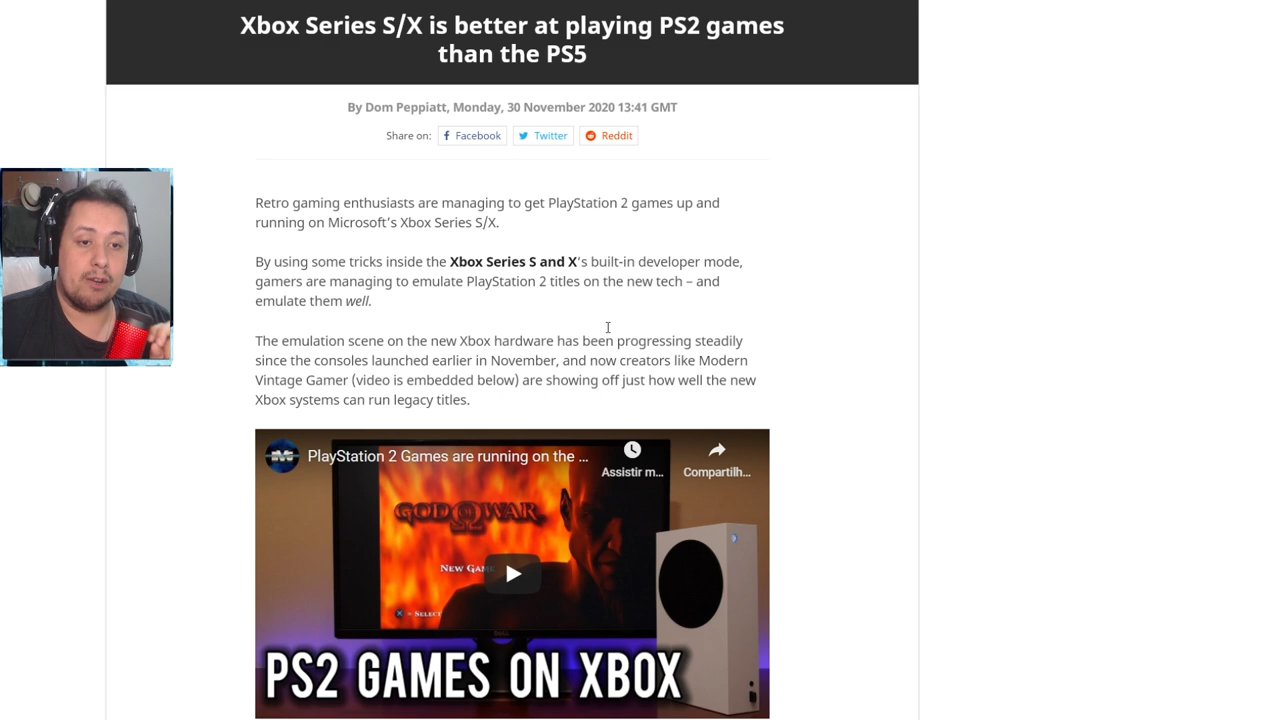 Xbox Series S/X is better at playing PS2 games
than the PS5
By Dom Peppiatt, Monday, 30 November 2020 13:41 GMT
Share on: Facebook Twitter Reddit
Retro gaming enthusiasts are managing to get PlayStation 2 games up and
running on Microsoft's Xbox Series S/X.
By using some tricks inside the Xbox Series S and X's built-in developer mode,
gamers are managing to emulate PlayStation 2 titles on the new tech – and
emulate them well.
The emulation scene on the new Xbox hardware has been progressing steadily
since the consoles launched earlier in November, and now creators like Modern
Vintage Gamer (video is embedded below) are showing off just how well the new
Xbox systems can run legacy titles.
PlayStation 2 Games are running on the ...
Assistir m...
Compartilh...
GOD OF WAR
NEW GAME
X = SELECT
PS2 GAMES ON XBOX